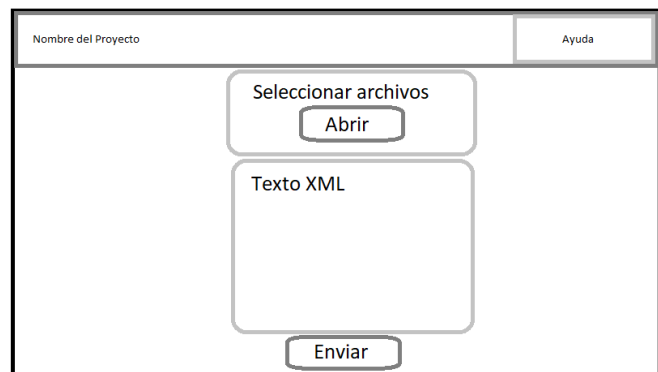 Nombre del Proyecto
Ayuda
Seleccionar archivos
Abrir
Texto XML
Enviar